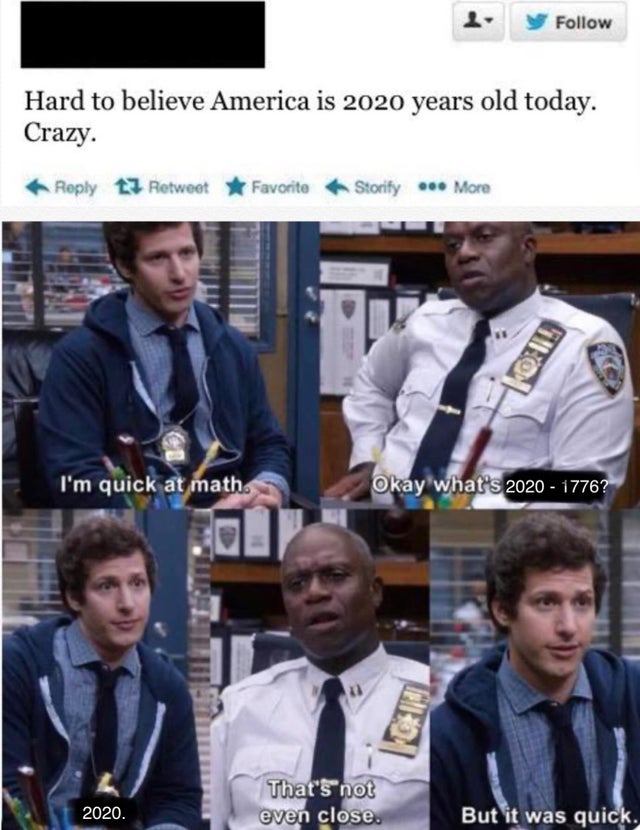 Follow
Hard to believe America is 2020 years old today.
Crazy.
Reply Retweet Favorite Storify More
I'm quick at math.
Okay what's 2020 - 1776?
2020.
That's not
even close.
But it was quick.